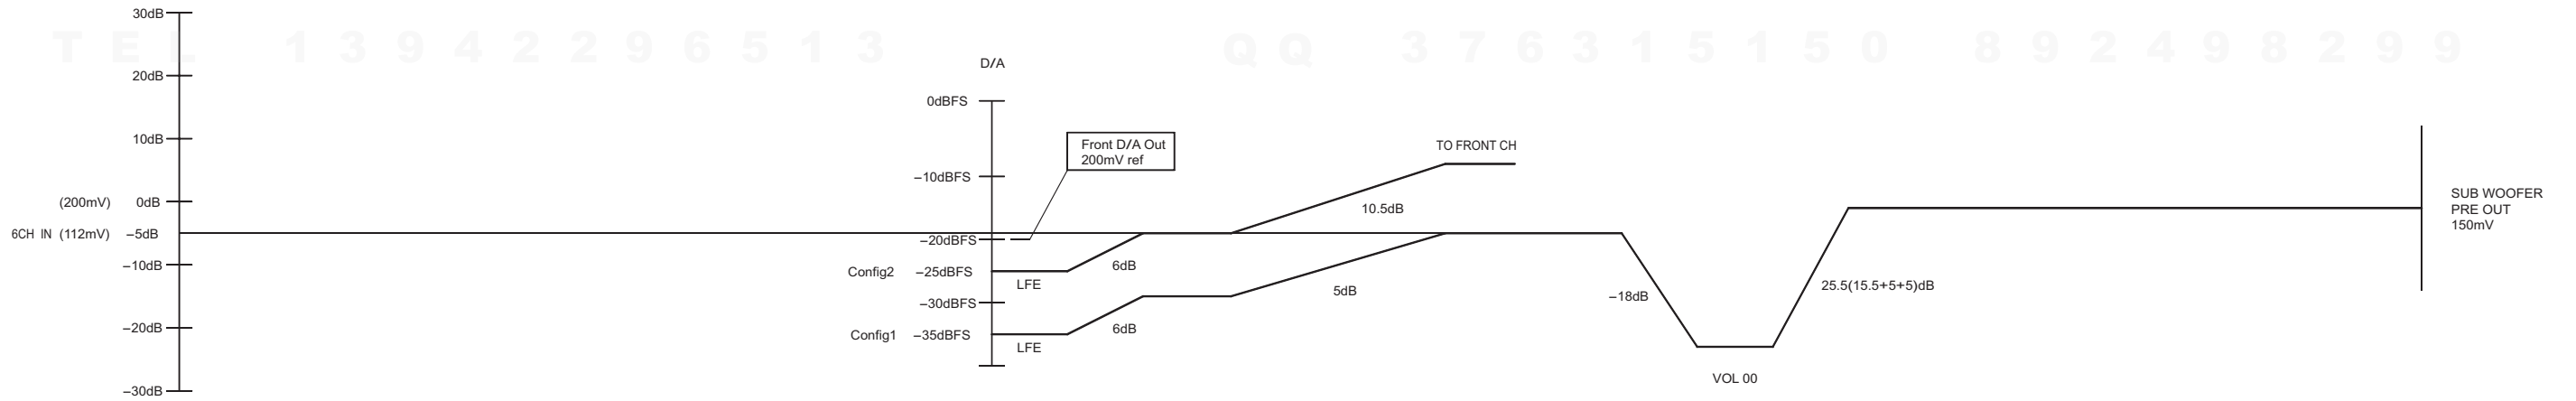 TEL 13942296513 QQ 376315150 892498299
30dB
20dB
10dB
(200mV) 0dB
6CH IN (112mV) −5dB
−10dB
−20dB
−30dB
D/A
0dBFS
−10dBFS
−20dBFS
Config2 −25dBFS
−30dBFS
Config1 −35dBFS
Front D/A Out
200mV ref
LFE
6dB
LFE
6dB
TO FRONT CH
10.5dB
5dB
−18dB
VOL 00
25.5(15.5+5+5)dB
SUB WOOFER
PRE OUT
150mV